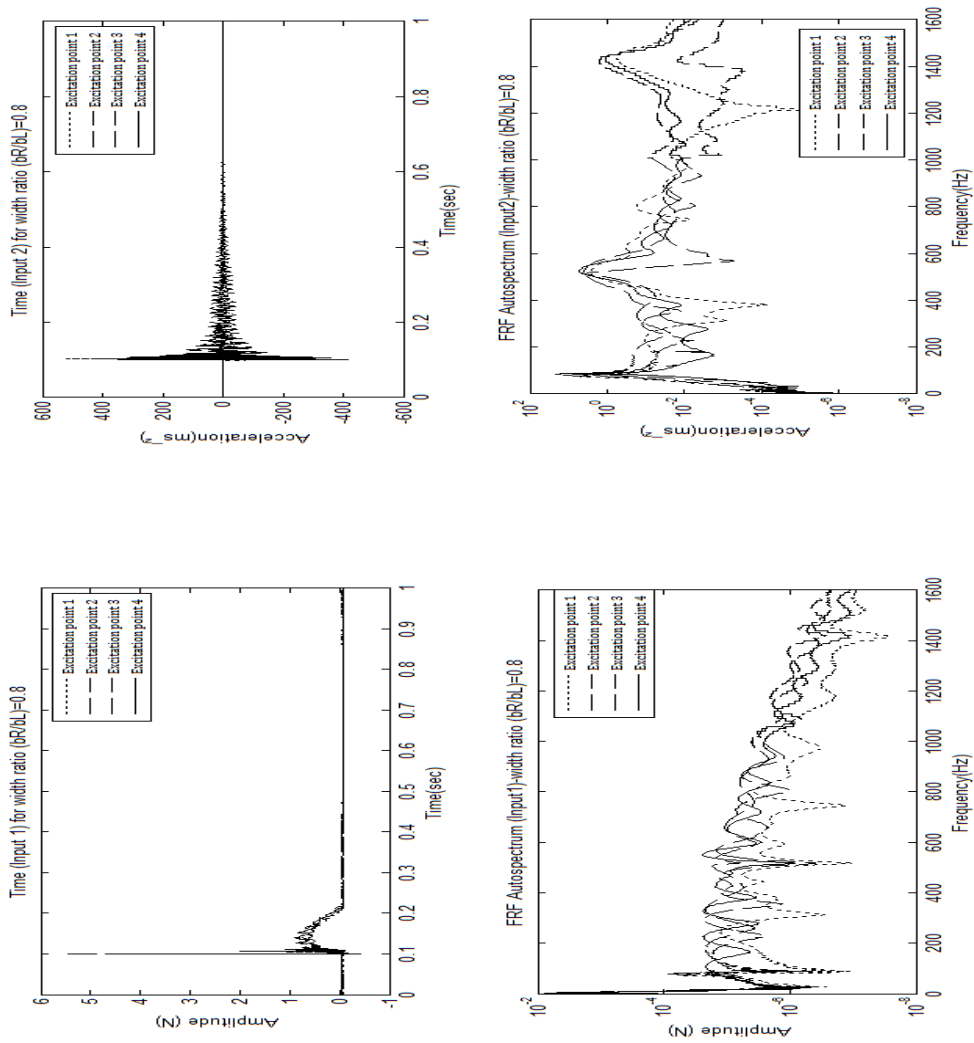 Time (Input 1) for width ratio (bR/bL)=0.8
Amplitude (N)
6
5
4
3
2
1
0
-1
0 0.1 0.2 0.3 0.4 0.5 0.6 0.7 0.8 0.9 1
Time(sec)
Excitation point 1
Excitation point 2
Excitation point 3
Excitation point 4
Time (Input 2) for width ratio (bR/bL)=0.8
Acceleration(ms⁻²)
600
400
200
0
-200
-400
-600
0 0.2 0.4 0.6 0.8 1
Time(sec)
Excitation point 1
Excitation point 2
Excitation point 3
Excitation point 4
FRF Autospectrum (Input1)-width ratio (bR/bL)=0.8
Amplitude (N)
10⁻²
10⁻⁴
10⁻⁶
10⁻⁸
0 200 400 600 800 1000 1200 1400 1600
Frequency(Hz)
Excitation point 1
Excitation point 2
Excitation point 3
Excitation point 4
FRF Autospectrum (Input2)-width ratio (bR/bL)=0.8
Acceleration(ms⁻²)
10²
10⁰
10⁻²
10⁻⁴
10⁻⁶
10⁻⁸
0 200 400 600 800 1000 1200 1400 1600
Frequency(Hz)
Excitation point 1
Excitation point 2
Excitation point 3
Excitation point 4